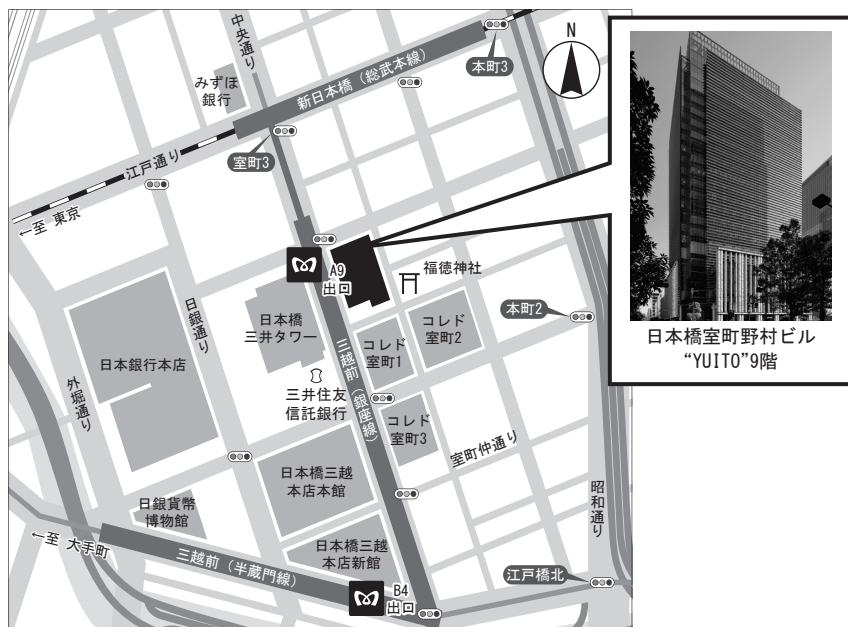 中央通り
本町3
N
みずほ
銀行
新日本橋（総武本線）
室町3
江戸通り
←至 東京
A9
出口
福徳神社
日銀通り
日本橋
三井タワー
コレド
室町1
コレド
室町2
本町2
日本橋室町野村ビル
“YUITO”9階
日本銀行本店
外堀通り
三井住友
信託銀行
三越前（銀座線）
コレド
室町3
室町仲通り
日本橋三越
本店本館
昭和通り
日銀貨幣
博物館
←至 大手町
三越前（半蔵門線）
日本橋三越
本店新館
江戸橋北
B4
出口